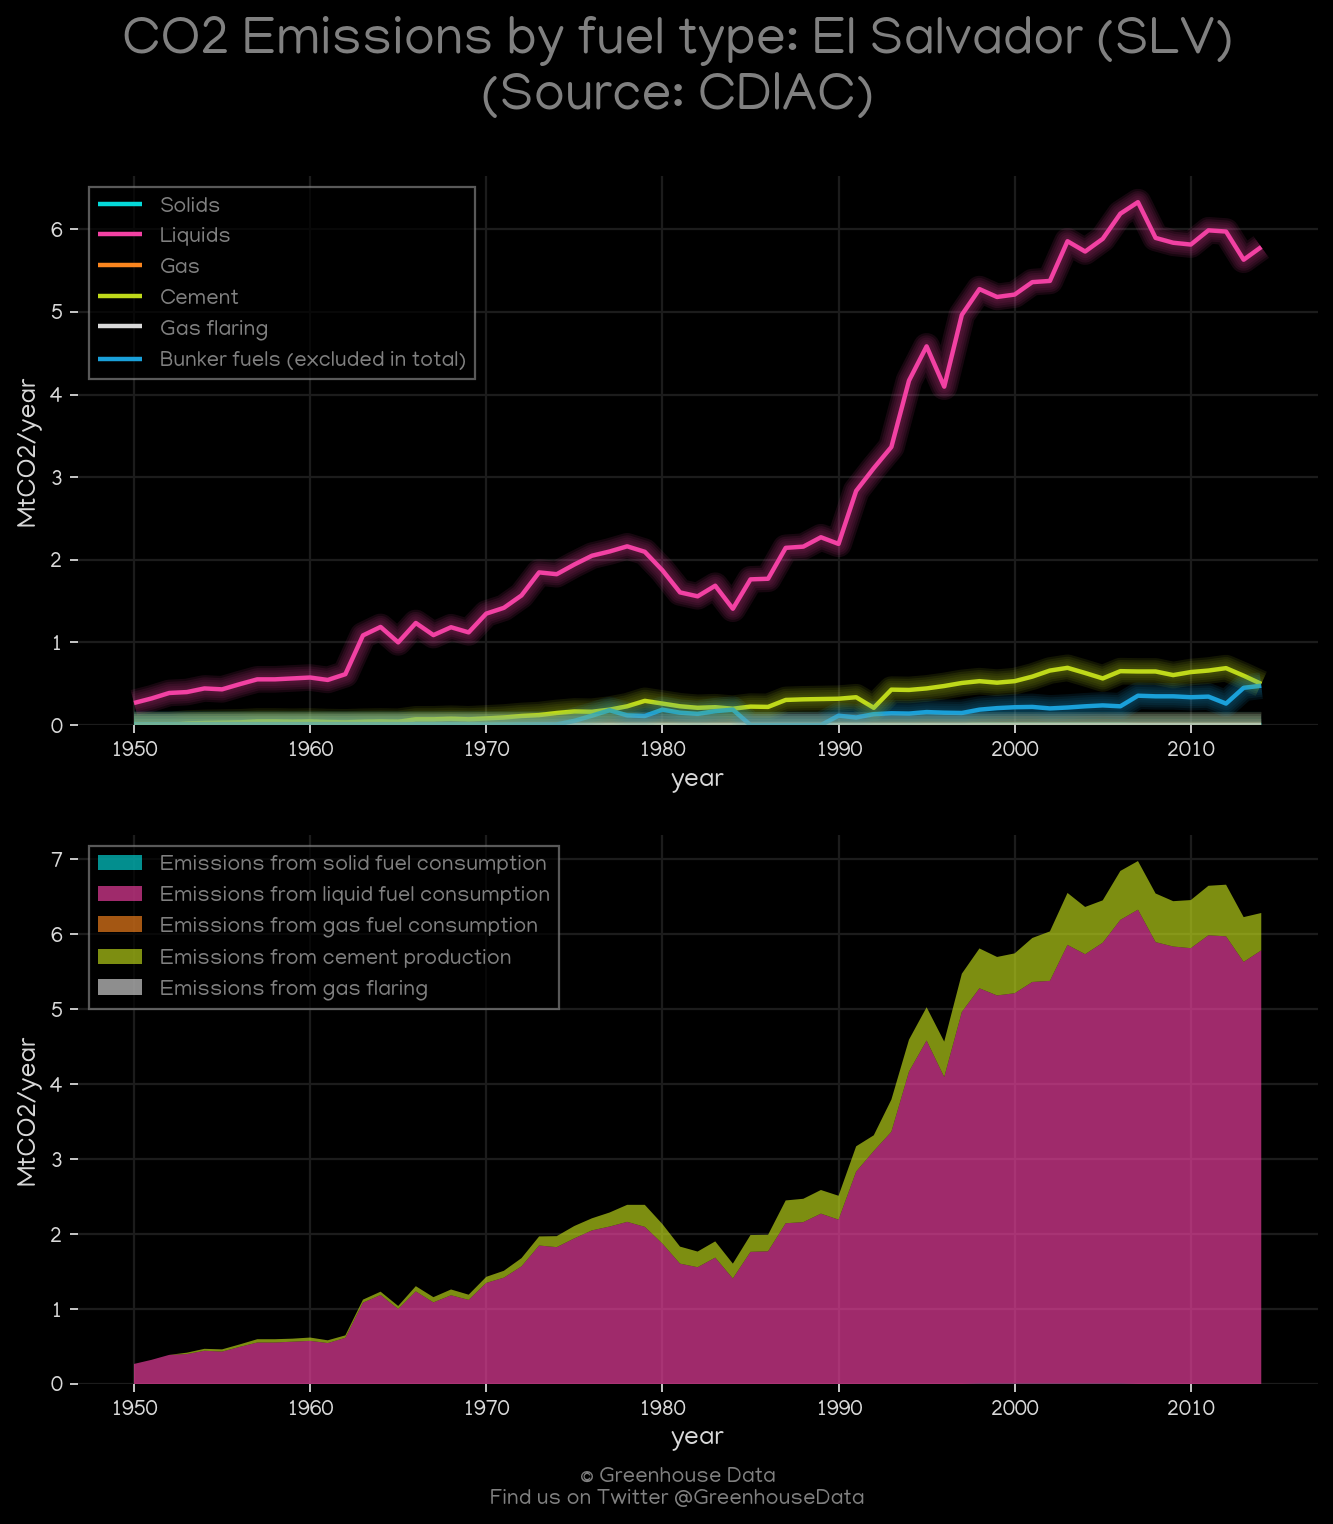 CO2 Emissions by fuel type: El Salvador (SLV)
(Source: CDIAC)
Solids
Liquids
Gas
Cement
Gas flaring
Bunker fuels (excluded in total)
MtCO2/year
6
5
4
3
2
1
0
1950 1960 1970 1980 1990 2000 2010
year
Emissions from solid fuel consumption
Emissions from liquid fuel consumption
Emissions from gas fuel consumption
Emissions from cement production
Emissions from gas flaring
MtCO2/year
7
6
5
4
3
2
1
0
1950 1960 1970 1980 1990 2000 2010
year
© Greenhouse Data
Find us on Twitter @GreenhouseData